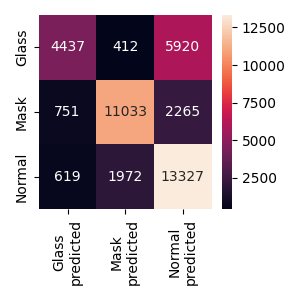 Glass 4437 412 5920
Mask 751 11033 2265
Normal 619 1972 13327
Glass
predicted
Mask
predicted
Normal
predicted
12500
10000
7500
5000
2500